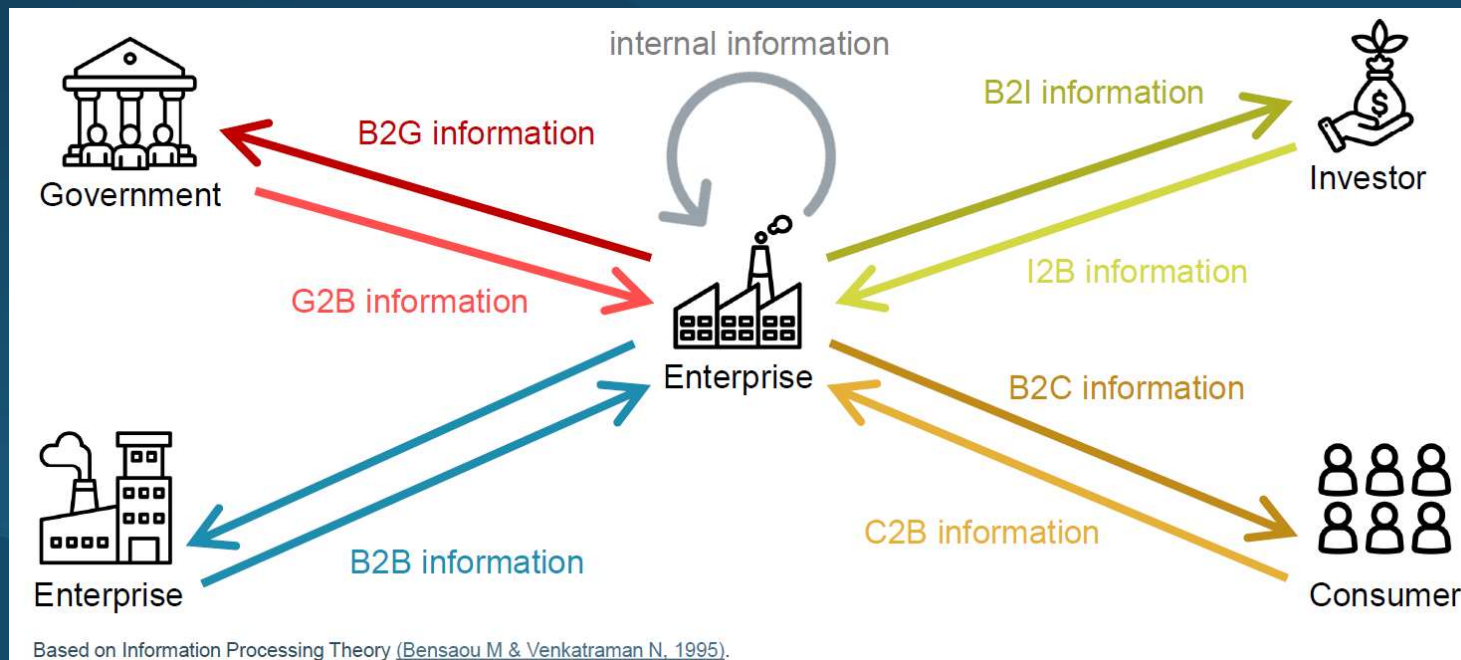 internal information
B2I information
B2G information
Government
Investor
G2B information
I2B information
Enterprise
B2C information
C2B information
B2B information
Enterprise
Consumer
Based on Information Processing Theory (Bensaou M & Venkatraman N, 1995).
$